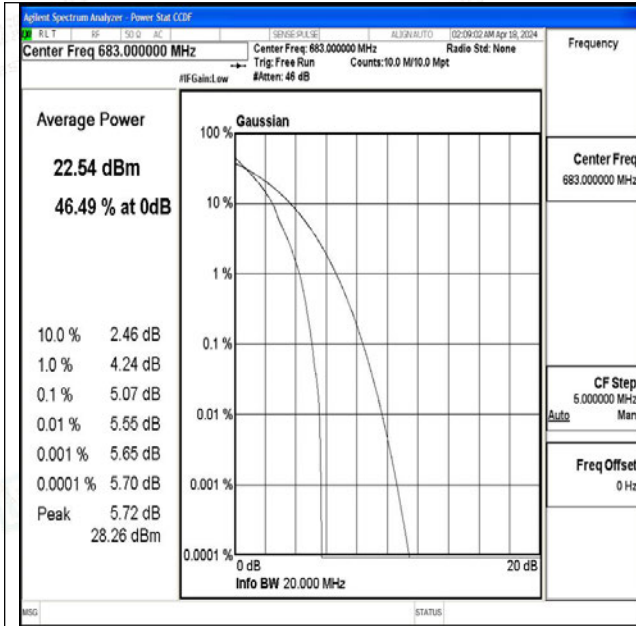 Agilent Spectrum Analyzer - Power Stat CCDF
RLT RF 50 Ω AC SENSE:PULSE ALIGN AUTO 02:09:02 AM Apr 18, 2024
Center Freq 683.000000 MHz
Center Freq: 683.000000 MHz Radio Std: None
Trig: Free Run Counts:10.0 M/10.0 Mpt
#IFGain:Low #Atten: 46 dB
Frequency
Average Power
22.54 dBm
46.49 % at 0dB
10.0 % 2.46 dB
1.0 % 4.24 dB
0.1 % 5.07 dB
0.01 % 5.55 dB
0.001 % 5.65 dB
0.0001 % 5.70 dB
Peak 5.72 dB
28.26 dBm
Gaussian
100 %
10 %
1 %
0.1 %
0.01 %
0.001 %
0.0001 %
0 dB 20 dB
Info BW 20.000 MHz
Center Freq
683.000000 MHz
CF Step
5.000000 MHz
Auto Man
Freq Offset
0 Hz
MSG STATUS